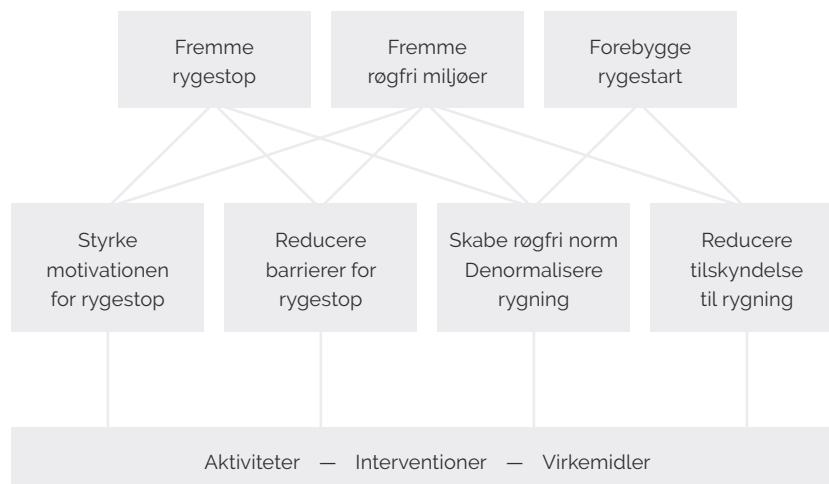 Fremme
rygestop
Fremme
røgfri miljøer
Forebygge
rygestart
Styrke
motivationen
for rygestop
Reducere
barrierer for
rygestop
Skabe røgfri norm
Denormalisere
rygning
Reducere
tilskyndelse
til rygning
Aktiviteter — Interventioner — Virkemidler